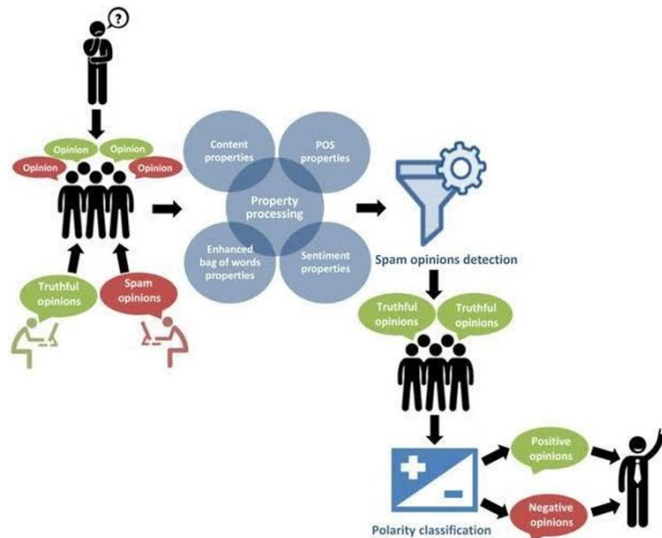 ?
Opinion
Opinion
Opinion
Opinion
Truthful
opinions
Spam
opinions
Content
properties
POS
properties
Property
processing
Enhanced
bag of words
properties
Sentiment
properties
Spam opinions detection
Truthful
opinions
Truthful
opinions
+
-
Polarity classification
Positive
opinions
Negative
opinions